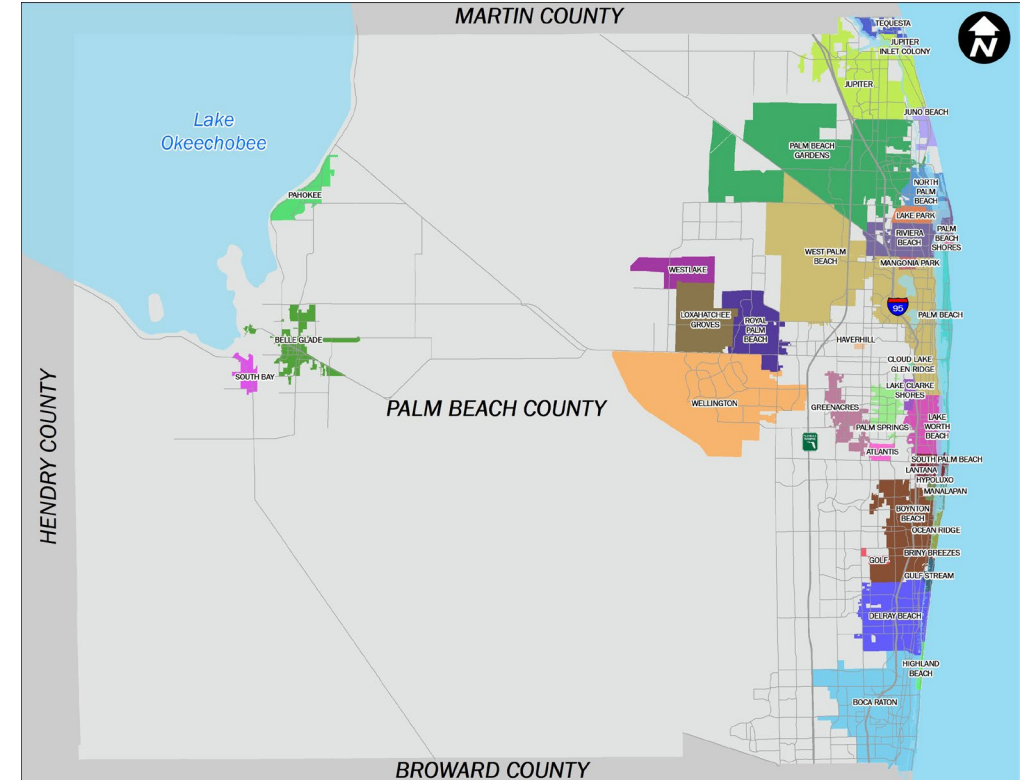 MARTIN COUNTY
N
TEQUESTA
JUPITER
INLET COLONY
JUPITER
JUNO BEACH
Lake
Okeechobee
PALM BEACH
GARDENS
PAHOKEE
NORTH
PALM
BEACH
LAKE PARK
RIVIERA
BEACH
PALM
BEACH
SHORES
WEST PALM
BEACH
MANGONIA PARK
WESTLAKE
95
LOXAHATCHEE
GROVES
ROYAL
PALM
BEACH
PALM BEACH
BELLE GLADE
HAVERHILL
CLOUD LAKE
GLEN RIDGE
SOUTH BAY
LAKE CLARKE
SHORES
HENDRY COUNTY
PALM BEACH COUNTY
WELLINGTON
GREENACRES
LAKE
WORTH
BEACH
PALM SPRINGS
ATLANTIS
SOUTH PALM BEACH
LANTANA
HYPOLUXO
MANALAPAN
BOYNTON
BEACH
OCEAN RIDGE
BRINY BREEZES
GOLF
GULF STREAM
DELRAY BEACH
HIGHLAND
BEACH
BOCA RATON
BROWARD COUNTY